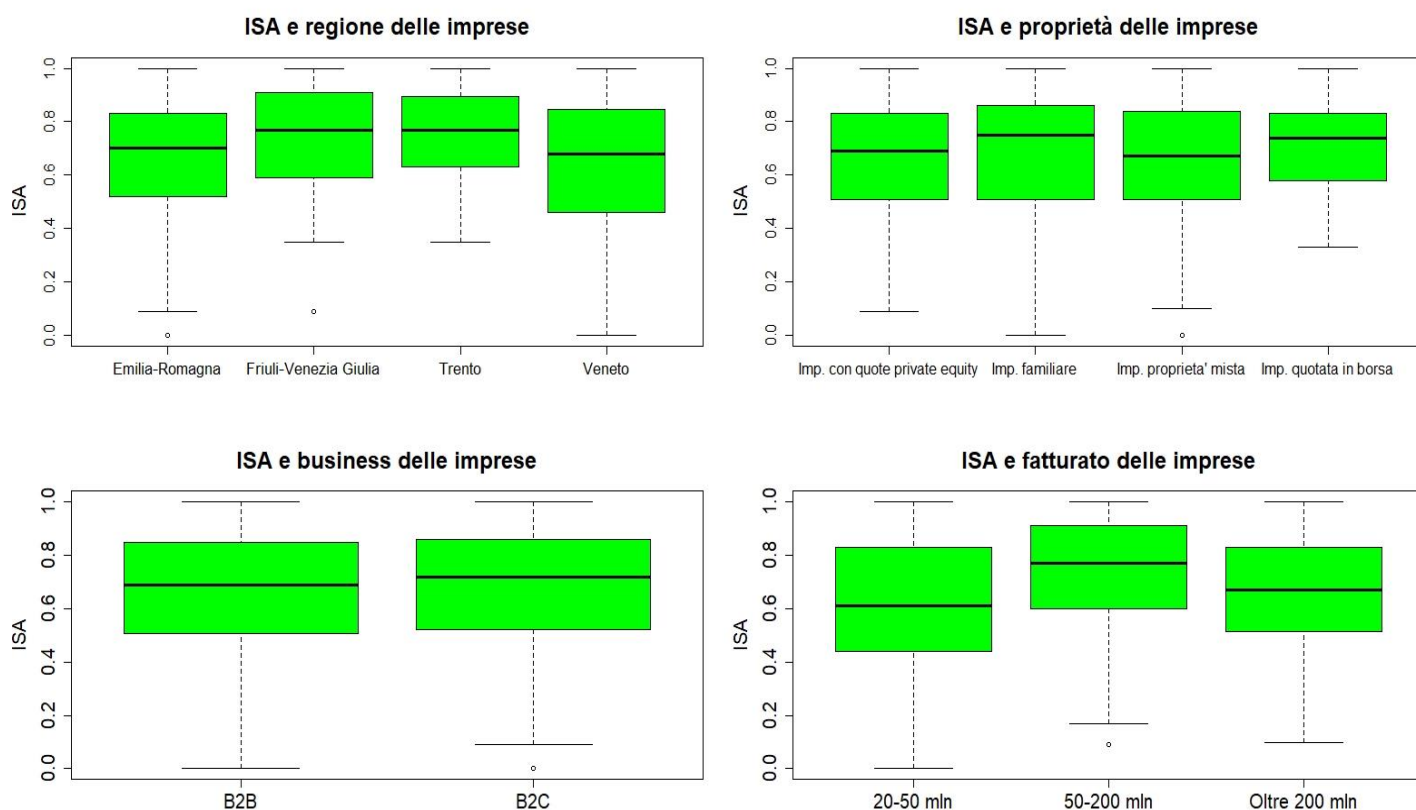 ISA e regione delle imprese
ISA
1.0
0.8
0.6
0.4
0.2
0.0
Emilia-Romagna Friuli-Venezia Giulia Trento Veneto
ISA e proprietà delle imprese
ISA
1.0
0.8
0.6
0.4
0.2
0.0
Imp. con quote private equity Imp. familiare Imp. proprieta' mista Imp. quotata in borsa
ISA e business delle imprese
ISA
1.0
0.8
0.6
0.4
0.2
0.0
B2B B2C
ISA e fatturato delle imprese
ISA
1.0
0.8
0.6
0.4
0.2
0.0
20-50 mln 50-200 mln Oltre 200 mln